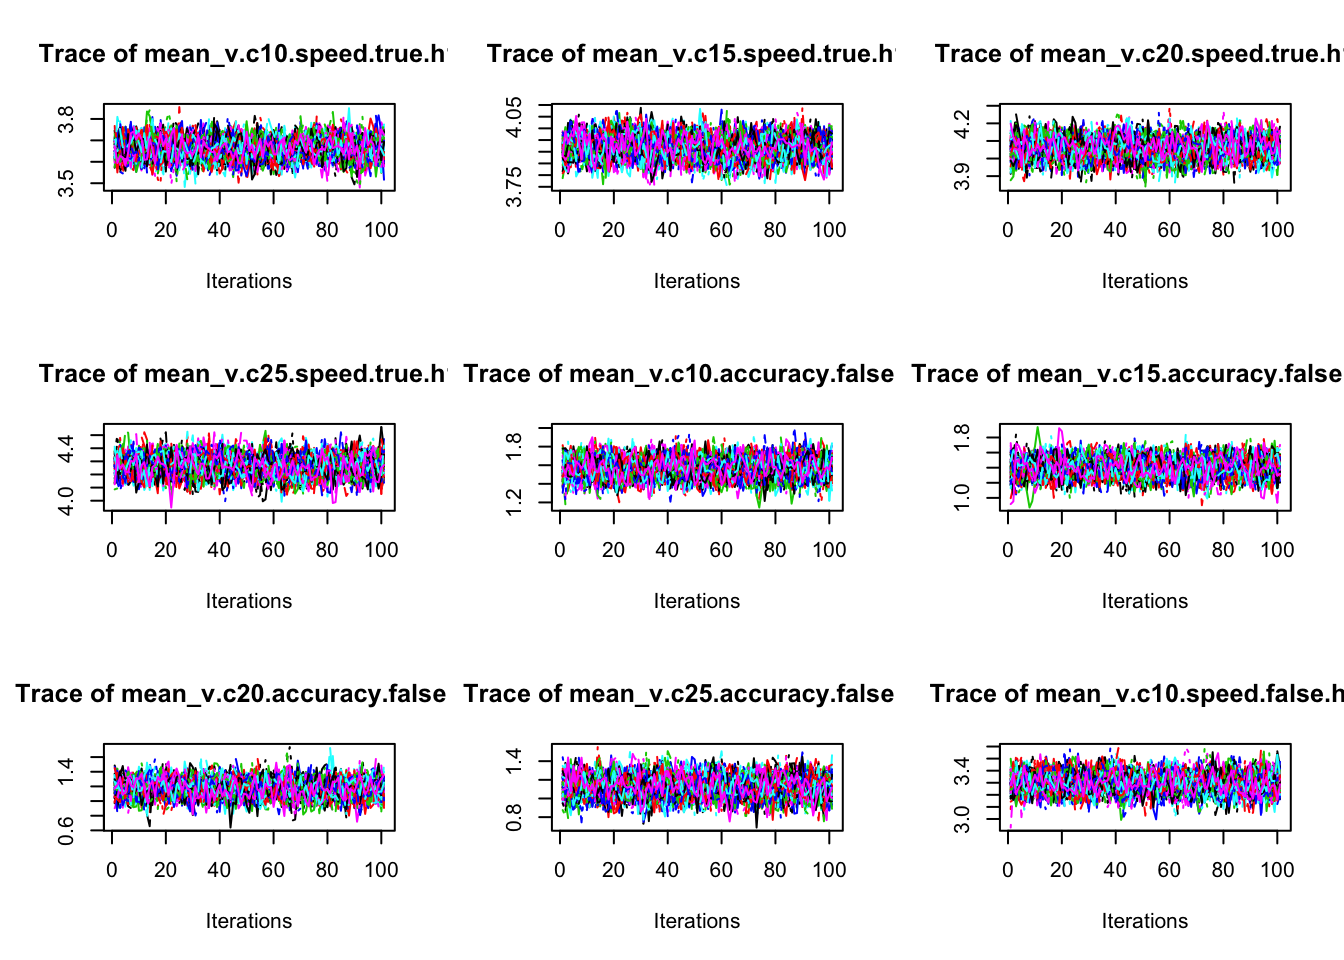 Trace of mean_v.c10.speed.true.h
3.8
3.5
0 20 40 60 80 100
Iterations
Trace of mean_v.c15.speed.true.h
4.05
3.75
0 20 40 60 80 100
Iterations
Trace of mean_v.c20.speed.true.h
4.2
3.9
0 20 40 60 80 100
Iterations
Trace of mean_v.c25.speed.true.h
4.4
4.0
0 20 40 60 80 100
Iterations
Trace of mean_v.c10.accuracy.false
1.8
1.2
0 20 40 60 80 100
Iterations
Trace of mean_v.c15.accuracy.false
1.8
1.0
0 20 40 60 80 100
Iterations
Trace of mean_v.c20.accuracy.false
1.4
0.6
0 20 40 60 80 100
Iterations
Trace of mean_v.c25.accuracy.false
1.4
0.8
0 20 40 60 80 100
Iterations
Trace of mean_v.c10.speed.false.h
3.4
3.0
0 20 40 60 80 100
Iterations